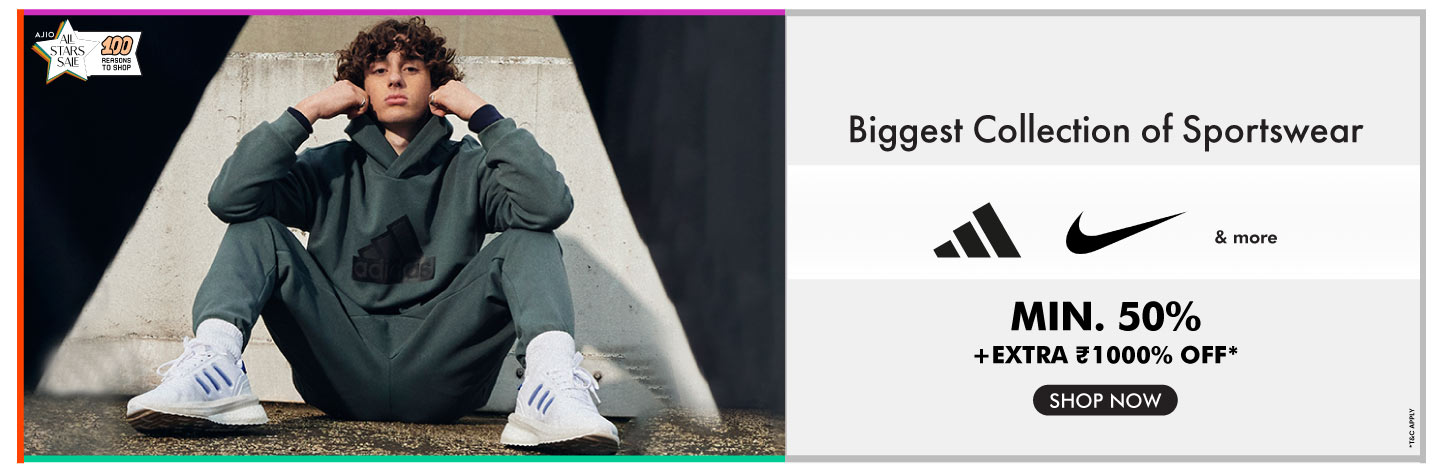 AJIO
ALL
STARS
SALE
100
REASONS
TO SHOP
adidas
Biggest Collection of Sportswear
& more
MIN. 50%
+EXTRA ₹1000% OFF*
SHOP NOW
*T&C APPLY